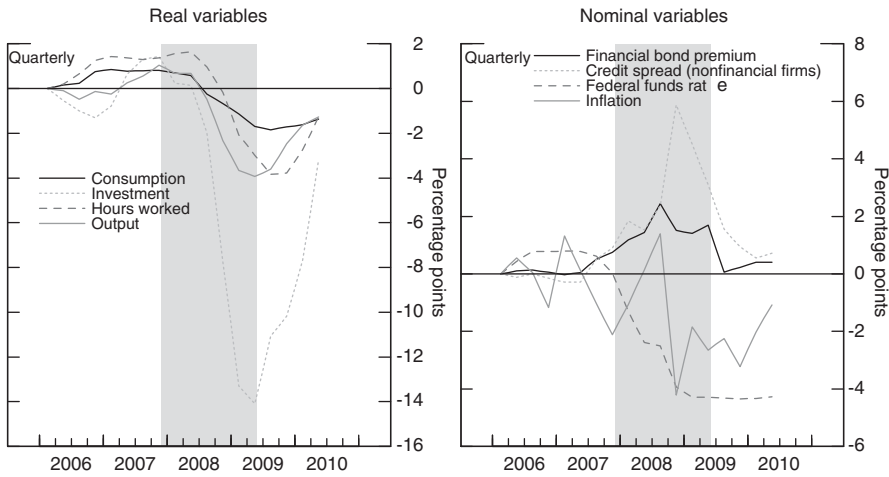 Real variables
Quarterly
Consumption
Investment
Hours worked
Output
2
0
-2
-4
-6
-8
-10
-12
-14
-16
Percentage points
2006 2007 2008 2009 2010
Nominal variables
Quarterly
Financial bond premium
Credit spread (nonfinancial firms)
Federal funds rat e
Inflation
8
6
4
2
0
-2
-4
-6
Percentage points
2006 2007 2008 2009 2010